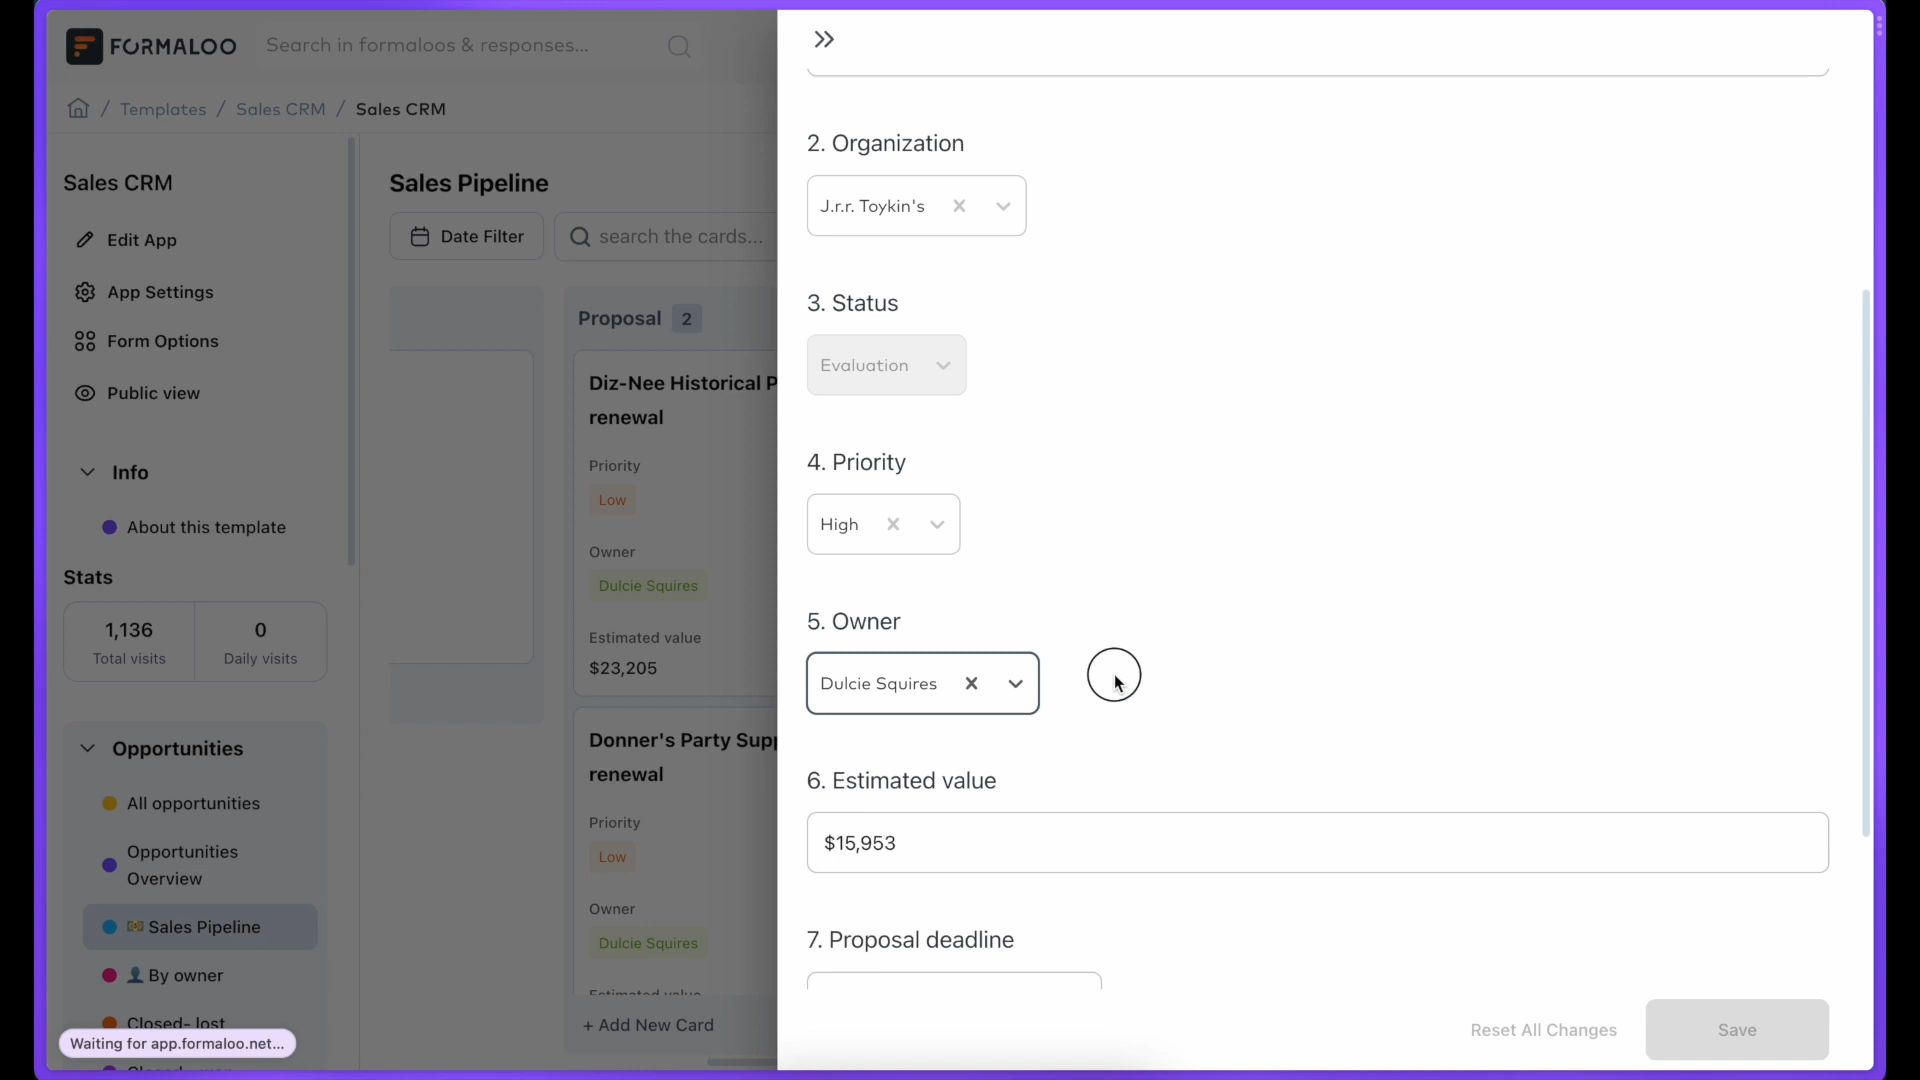 FORMALOO
Search in formaloos & responses...
/ Templates / Sales CRM / Sales CRM
Sales CRM
Edit App
App Settings
Form Options
Public view
Info
About this template
Stats
1,136
Total visits
0
Daily visits
Opportunities
All opportunities
Opportunities
Overview
💵 Sales Pipeline
👤 By owner
Closed- lost
Waiting for app.formaloo.net...
Sales Pipeline
Date Filter
search the cards...
Proposal 2
Diz-Nee Historical P
renewal
Priority
Low
Owner
Dulcie Squires
Estimated value
$23,205
Donner's Party Supp
renewal
Priority
Low
Owner
Dulcie Squires
Estimated value
+ Add New Card
2. Organization
J.r.r. Toykin's
3. Status
Evaluation
4. Priority
High
5. Owner
Dulcie Squires
6. Estimated value
$15,953
7. Proposal deadline
Reset All Changes
Save